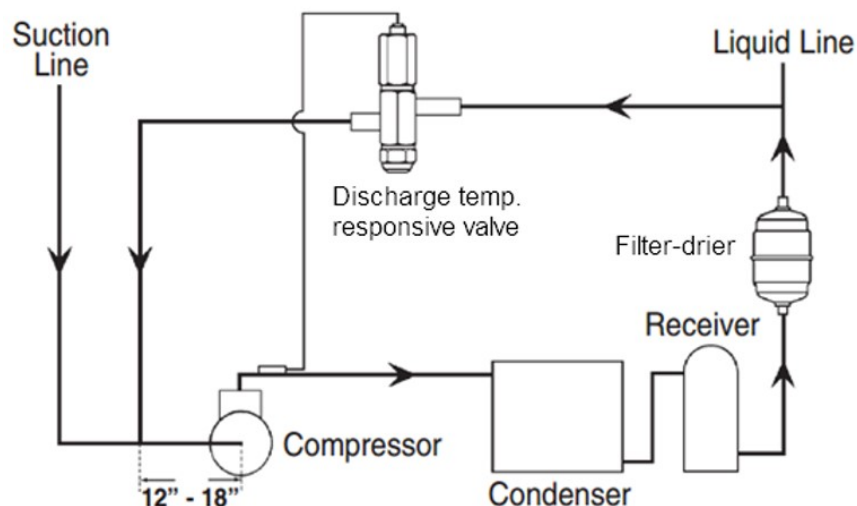 Suction
Line
Liquid Line
Discharge temp.
responsive valve
Filter-drier
Receiver
Compressor
Condenser
12” - 18”